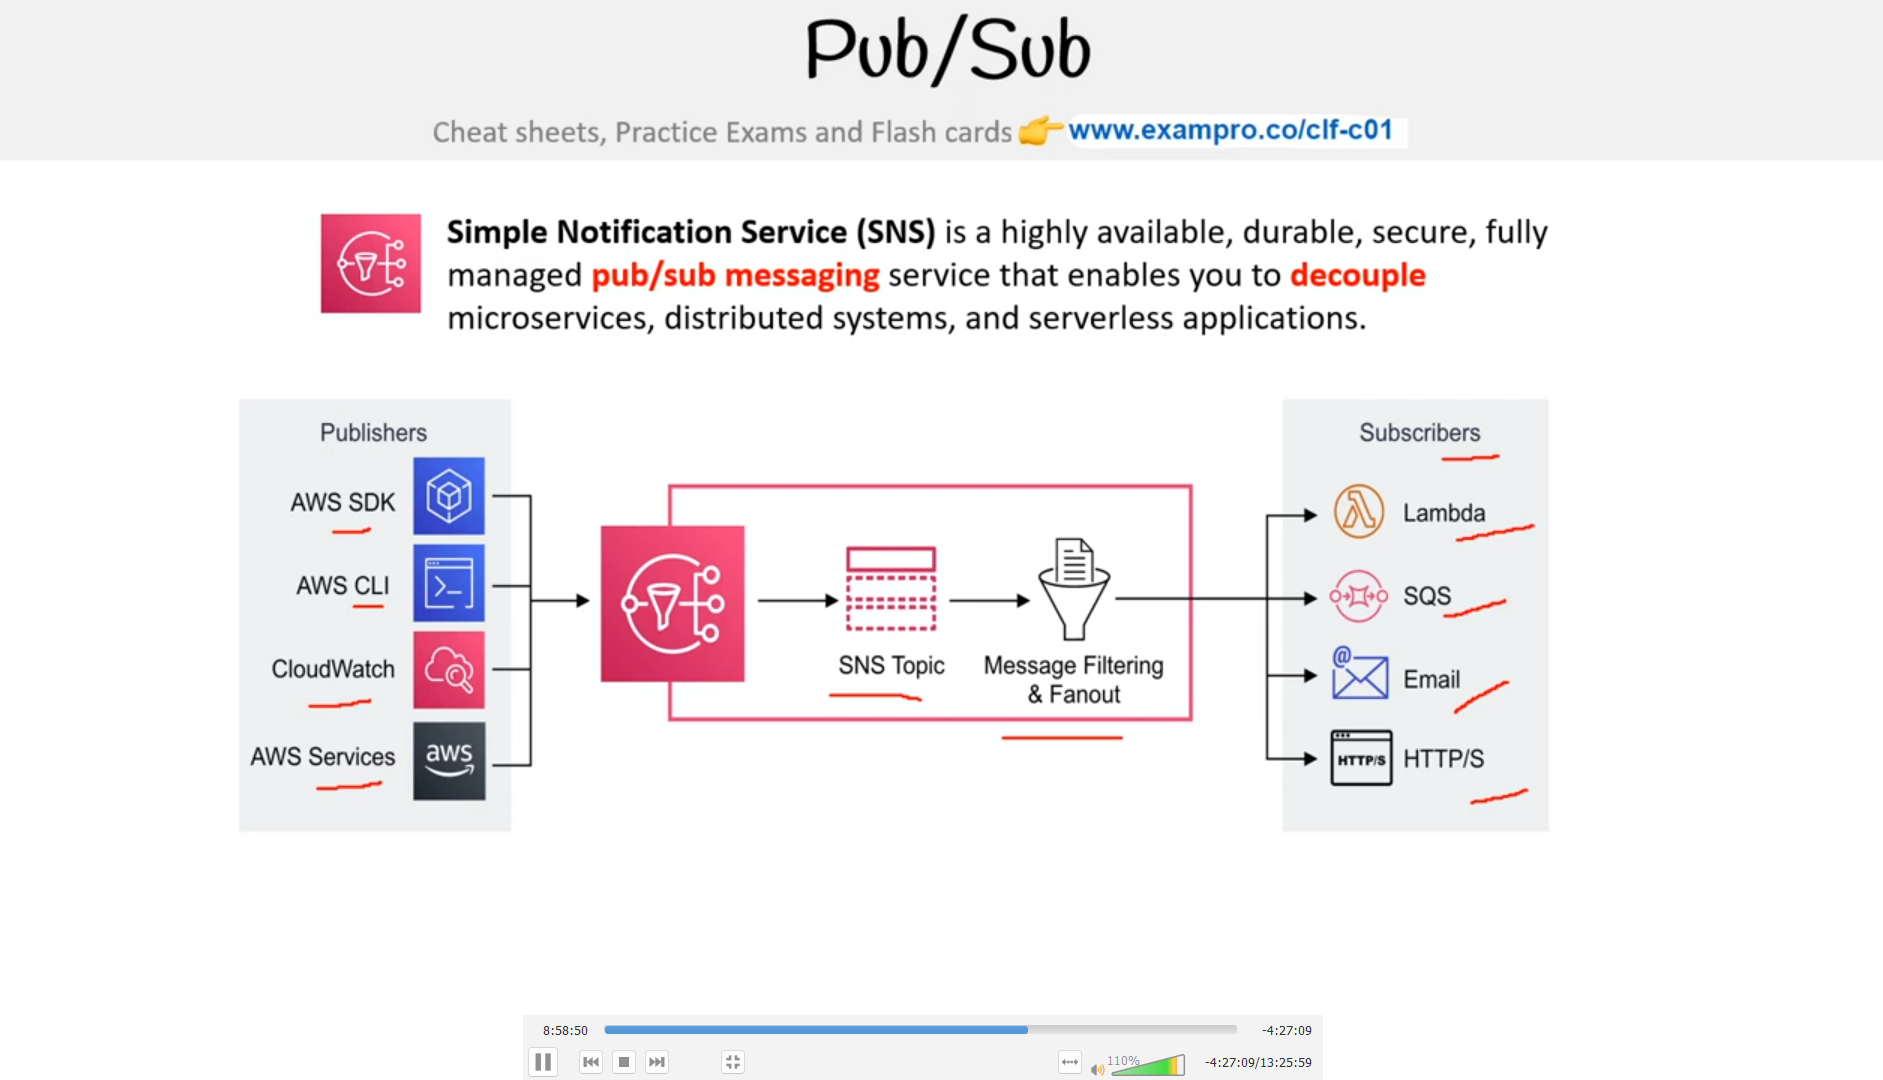 Pub/Sub
Cheat sheets, Practice Exams and Flash cards 👉 www.exampro.co/clf-c01
Simple Notification Service (SNS) is a highly available, durable, secure, fully
managed pub/sub messaging service that enables you to decouple
microservices, distributed systems, and serverless applications.
Publishers
AWS SDK
AWS CLI
CloudWatch
AWS Services
aws
SNS Topic
Message Filtering
& Fanout
Subscribers
Lambda
SQS
@
Email
HTTP/S
HTTP/S
8:58:50
-4:27:09
110%
-4:27:09/13:25:59